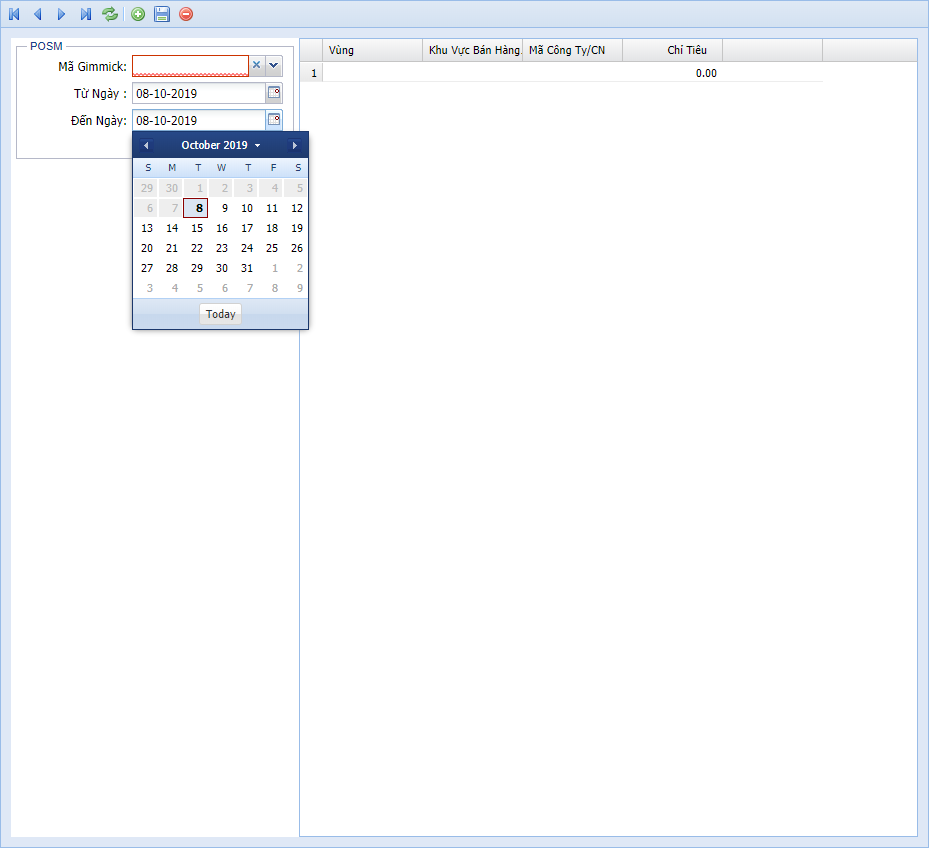 POSM
Mã Gimmick:
Từ Ngày : 08-10-2019
Đến Ngày: 08-10-2019
October 2019
S M T W T F S
29 30 1 2 3 4 5
6 7 8 9 10 11 12
13 14 15 16 17 18 19
20 21 22 23 24 25 26
27 28 29 30 31 1 2
3 4 5 6 7 8 9
Today
Vùng Khu Vực Bán Hàng Mã Công Ty/CN Chỉ Tiêu
1 0.00